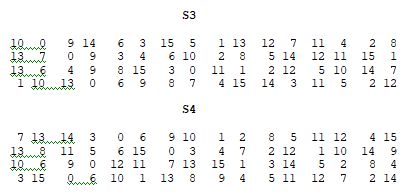 S3
10 0 9 14 6 3 15 5 1 13 12 7 11 4 2 8
13 7 0 9 3 4 6 10 2 8 5 14 12 11 15 1
13 6 4 9 8 15 3 0 11 1 2 12 5 10 14 7
1 10 13 0 6 9 8 7 4 15 14 3 11 5 2 12
S4
7 13 14 3 0 6 9 10 1 2 8 5 11 12 4 15
13 8 11 5 6 15 0 3 4 7 2 12 1 10 14 9
10 6 9 0 12 11 7 13 15 1 3 14 5 2 8 4
3 15 0 6 10 1 13 8 9 4 5 11 12 7 2 14